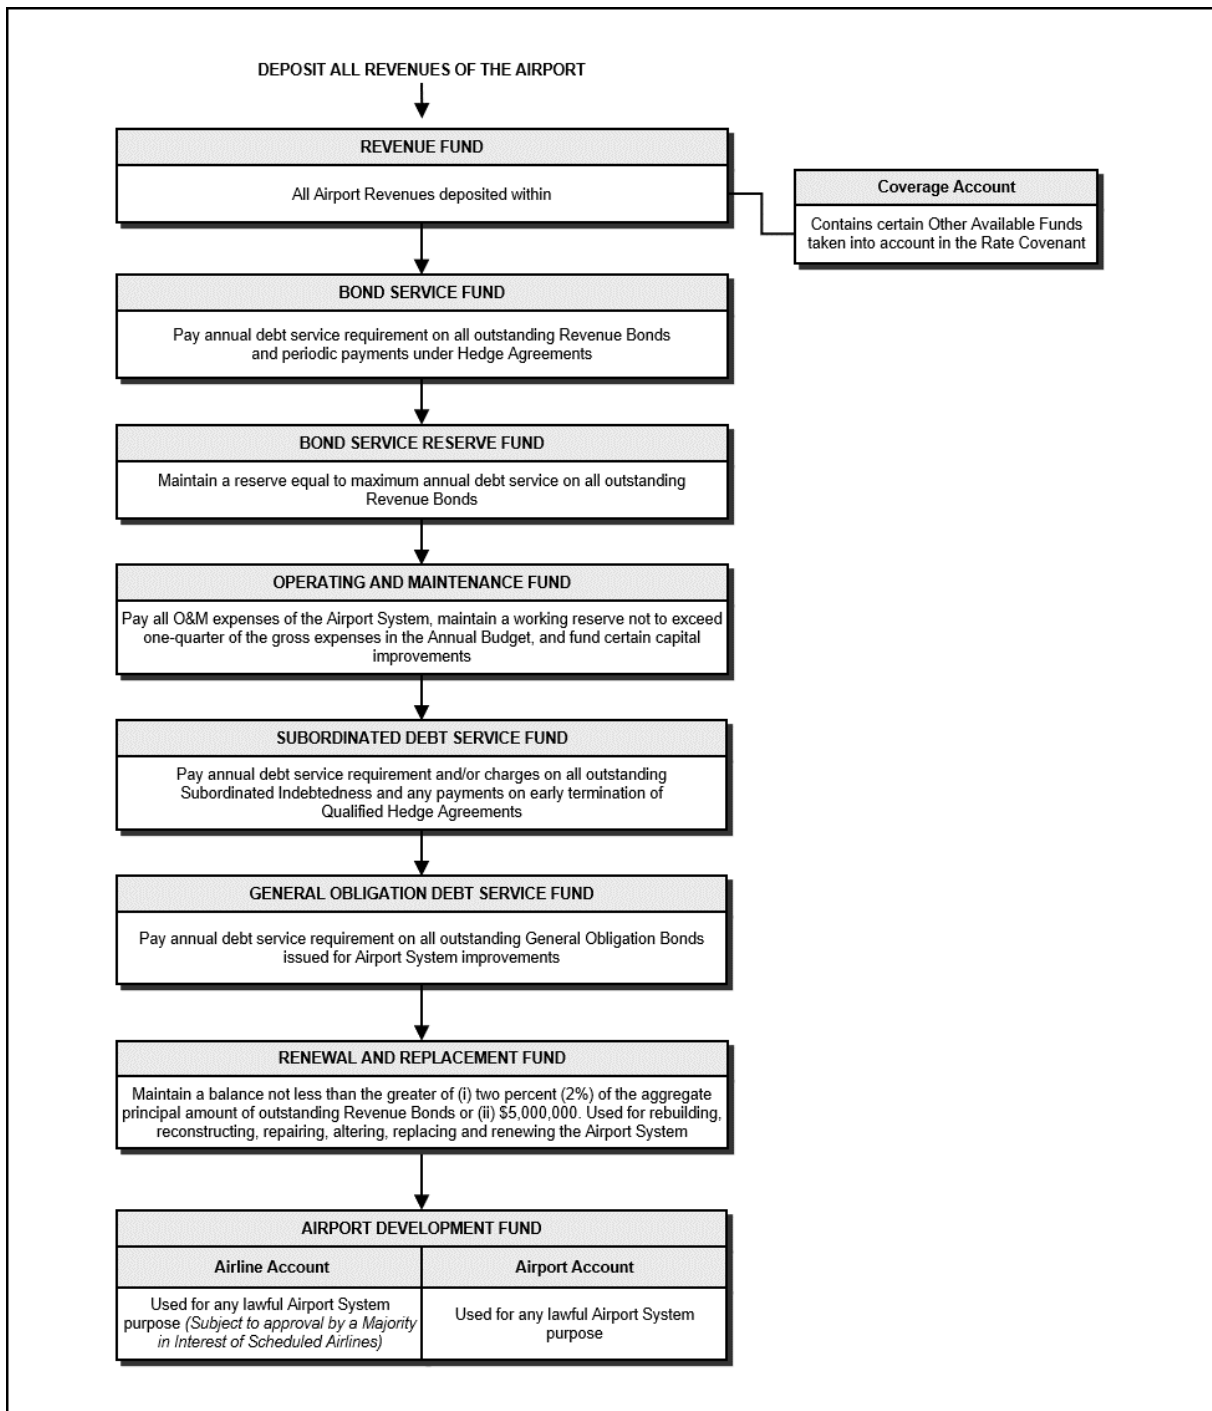 DEPOSIT ALL REVENUES OF THE AIRPORT
REVENUE FUND
All Airport Revenues deposited within
Coverage Account
Contains certain Other Available Funds
taken into account in the Rate Covenant
BOND SERVICE FUND
Pay annual debt service requirement on all outstanding Revenue Bonds
and periodic payments under Hedge Agreements
BOND SERVICE RESERVE FUND
Maintain a reserve equal to maximum annual debt service on all outstanding
Revenue Bonds
OPERATING AND MAINTENANCE FUND
Pay all O&M expenses of the Airport System, maintain a working reserve not to exceed
one-quarter of the gross expenses in the Annual Budget, and fund certain capital
improvements
SUBORDINATED DEBT SERVICE FUND
Pay annual debt service requirement and/or charges on all outstanding
Subordinated Indebtedness and any payments on early termination of
Qualified Hedge Agreements
GENERAL OBLIGATION DEBT SERVICE FUND
Pay annual debt service requirement on all outstanding General Obligation Bonds
issued for Airport System improvements
RENEWAL AND REPLACEMENT FUND
Maintain a balance not less than the greater of (i) two percent (2%) of the aggregate
principal amount of outstanding Revenue Bonds or (ii) $5,000,000. Used for rebuilding,
reconstructing, repairing, altering, replacing and renewing the Airport System
AIRPORT DEVELOPMENT FUND
Airline Account
Used for any lawful Airport System
purpose (Subject to approval by a Majority
in Interest of Scheduled Airlines)
Airport Account
Used for any lawful Airport System
purpose